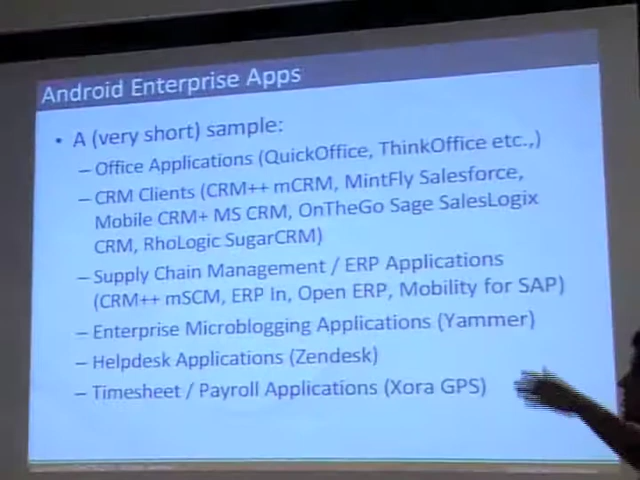 Android Enterprise Apps
• A (very short) sample:
– Office Applications (QuickOffice, ThinkOffice etc.,)
– CRM Clients (CRM++ mCRM, MintFly Salesforce,
Mobile CRM+ MS CRM, OnTheGo Sage SalesLogix
CRM, RhoLogic SugarCRM)
– Supply Chain Management / ERP Applications
(CRM++ mSCM, ERP In, Open ERP, Mobility for SAP)
– Enterprise Microblogging Applications (Yammer)
– Helpdesk Applications (Zendesk)
– Timesheet / Payroll Applications (Xora GPS)